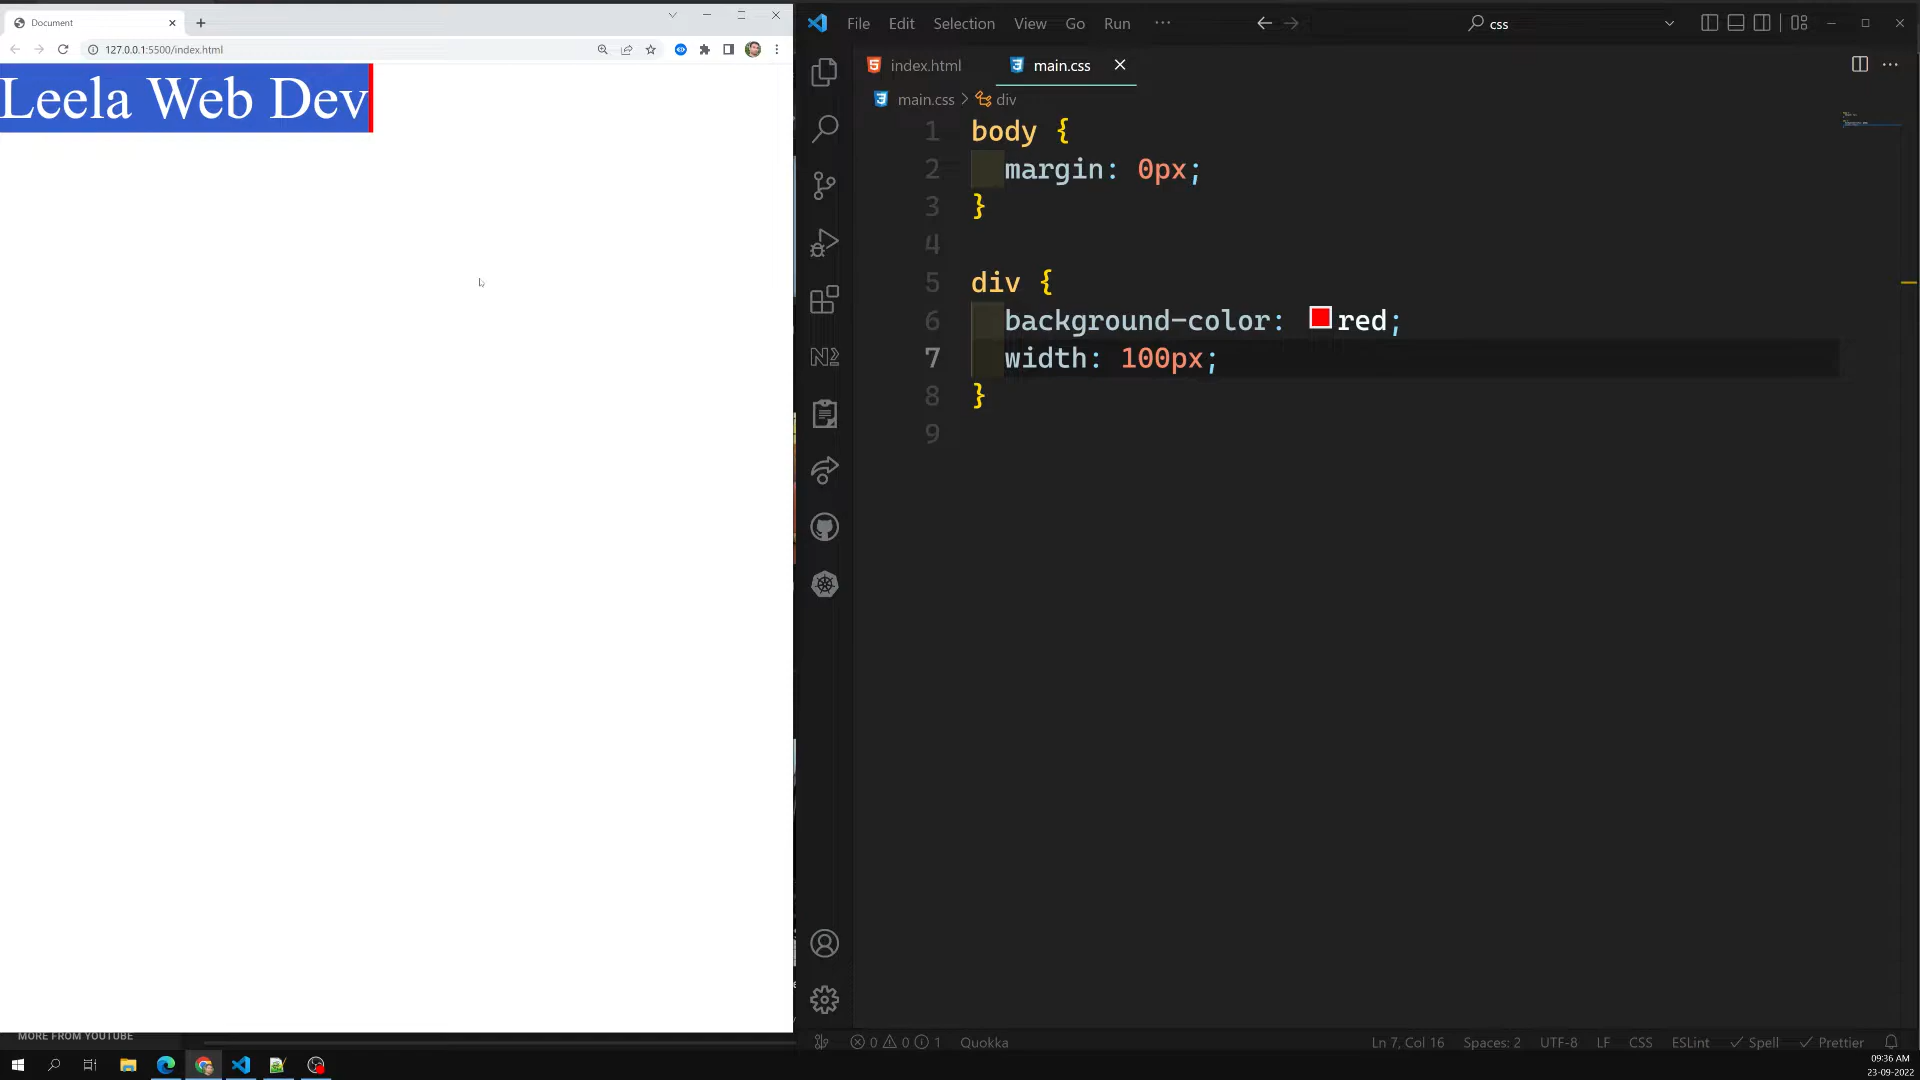 Document
127.0.0.1:5500/index.html
Leela Web Dev
MORE FROM YOUTUBE
File Edit Selection View Go Run ...
css
index.html
main.css
main.css > div
1 body {
2 margin: 0px;
3 }
4
5 div {
6 background-color: red;
7 width: 100px;
8 }
9
0 0 1 Quokka
Ln 7, Col 16 Spaces: 2 UTF-8 LF CSS ESLint Spell Prettier
09:36 AM
23-09-2022